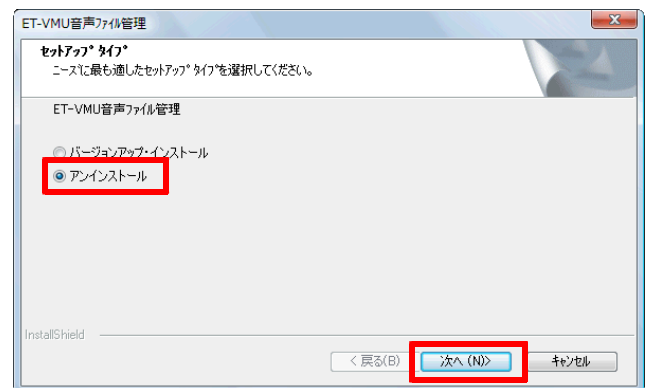 ET-VMU音声ﾌｧｲﾙ管理
ｾｯﾄｱｯﾌﾟ ﾀｲﾌﾟ
ﾆｰｽﾞに最も適したｾｯﾄｱｯﾌﾟ ﾀｲﾌﾟを選択してください。
ET-VMU音声ﾌｧｲﾙ管理
バージョンアップ・インストール
アンインストール
InstallShield
< 戻る(B)
次へ (N)>
ｷｬﾝｾﾙ